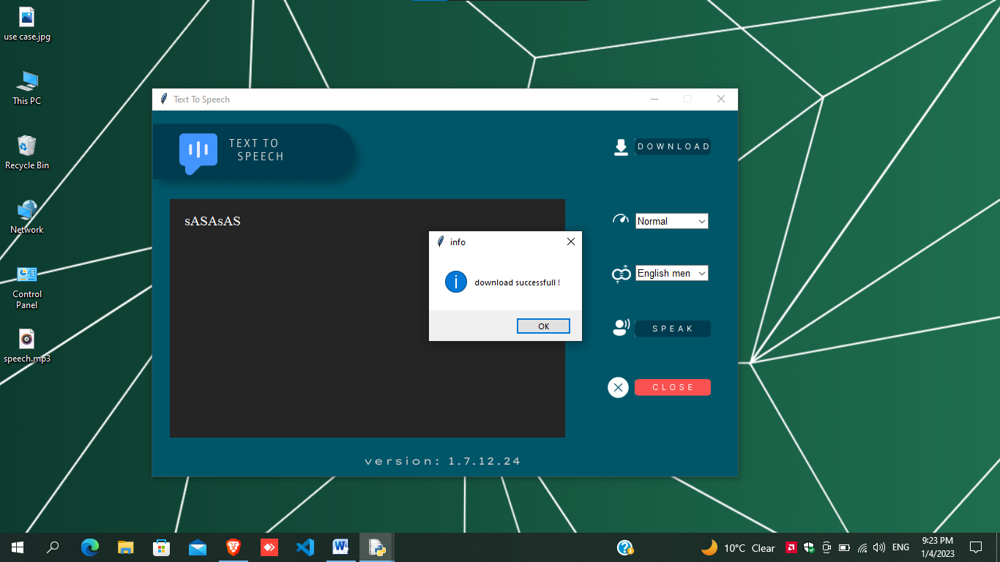 use case.jpg
This PC
Recycle Bin
Network
Control
Panel
speech.mp3
Text To Speech
TEXT TO
SPEECH
DOWNLOAD
sASAsAS
Normal
English men
info
download successfull !
OK
SPEAK
CLOSE
version: 1.7.12.24
10°C Clear
ENG
9:23 PM
1/4/2023